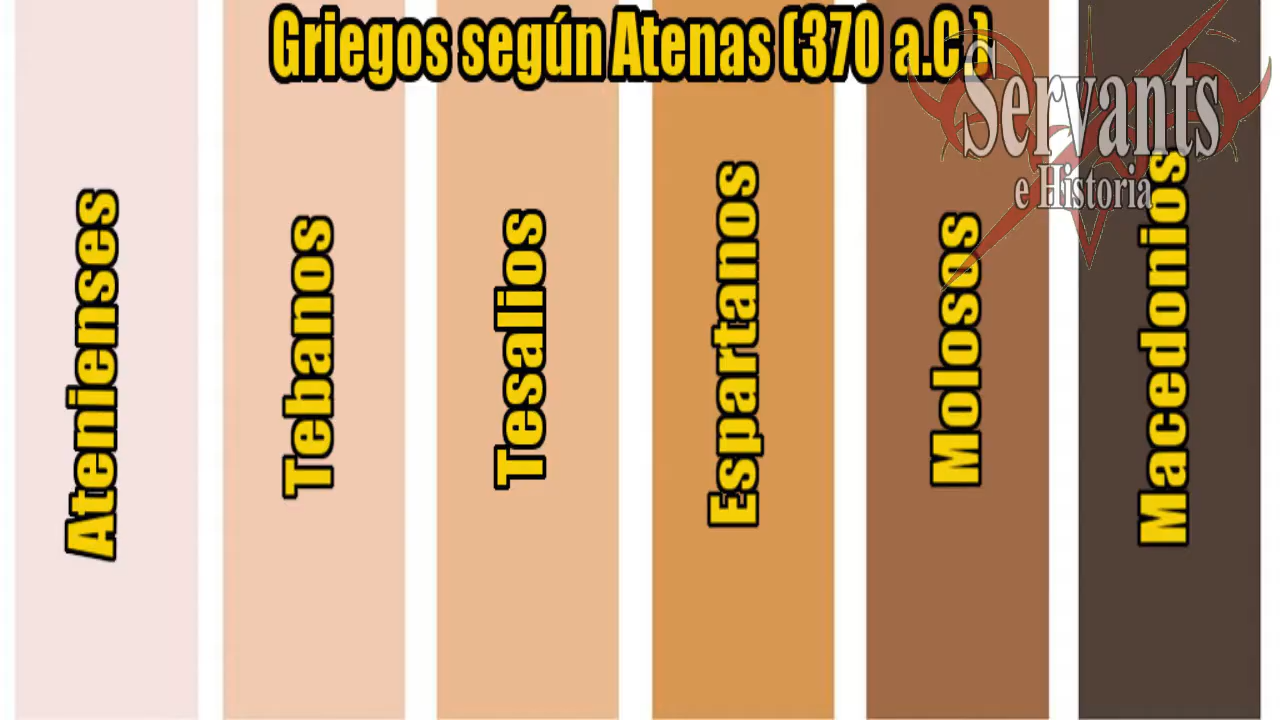 Griegos según Atenas (370 a.C.)
Servants
e Historia
Atenienses
Tebanos
Tesalios
Espartanos
Molosos
Macedonios